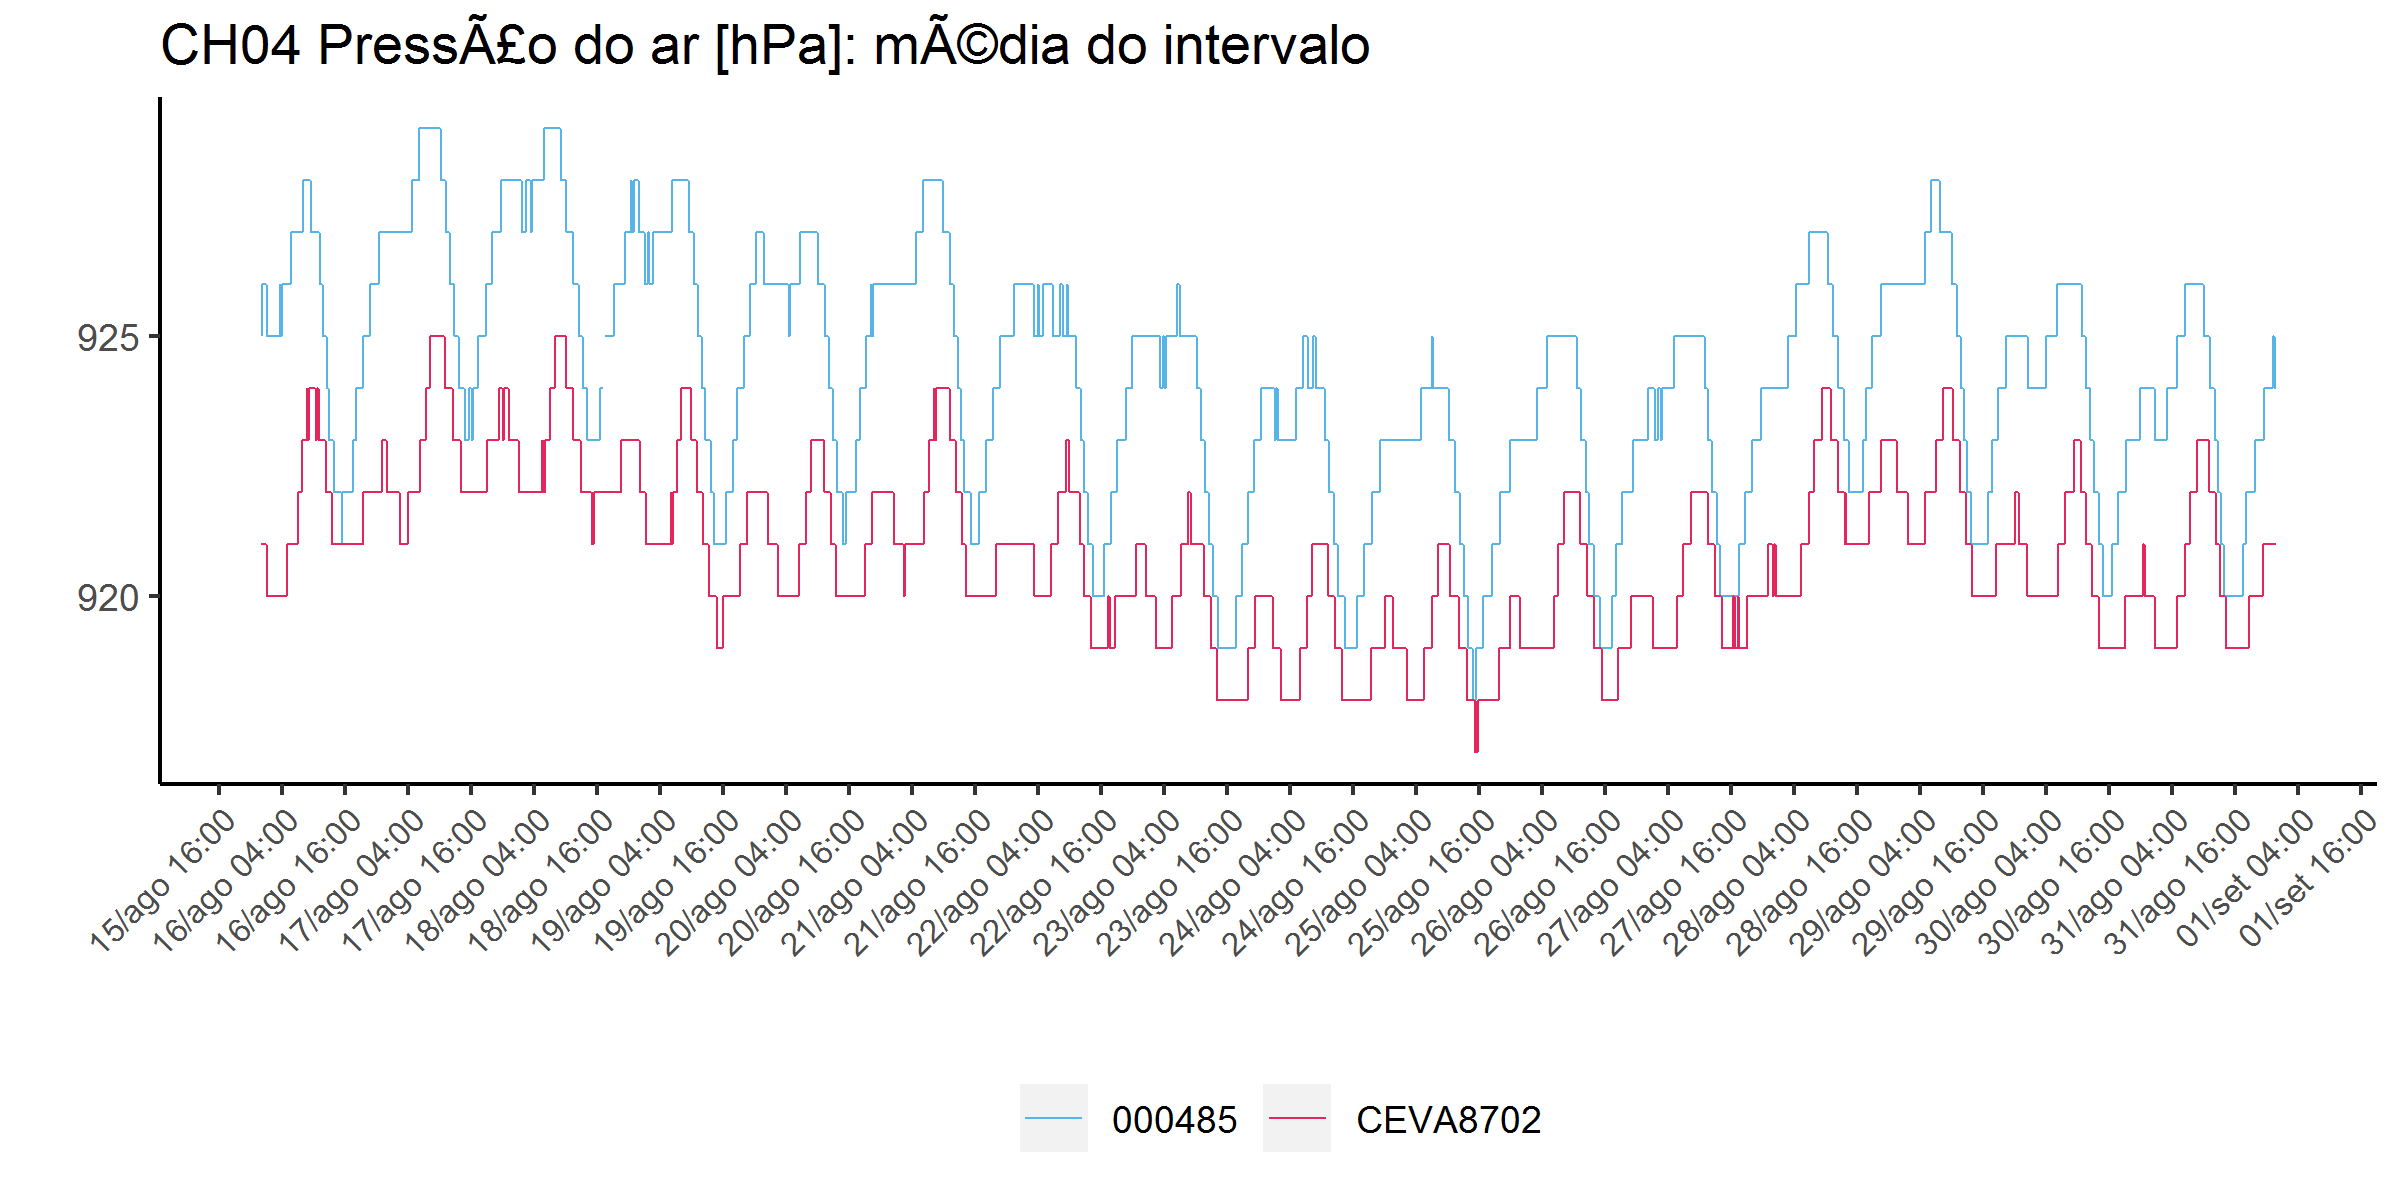 CH04 PressÃ£o do ar [hPa]: mÃ©dia do intervalo
925
920
15/ago 16:00
16/ago 04:00
16/ago 16:00
17/ago 04:00
17/ago 16:00
18/ago 04:00
18/ago 16:00
19/ago 04:00
19/ago 16:00
20/ago 04:00
20/ago 16:00
21/ago 04:00
21/ago 16:00
22/ago 04:00
22/ago 16:00
23/ago 04:00
23/ago 16:00
24/ago 04:00
24/ago 16:00
25/ago 04:00
25/ago 16:00
26/ago 04:00
26/ago 16:00
27/ago 04:00
27/ago 16:00
28/ago 04:00
28/ago 16:00
29/ago 04:00
29/ago 16:00
30/ago 04:00
30/ago 16:00
31/ago 04:00
31/ago 16:00
01/set 04:00
01/set 16:00
000485 CEVA8702